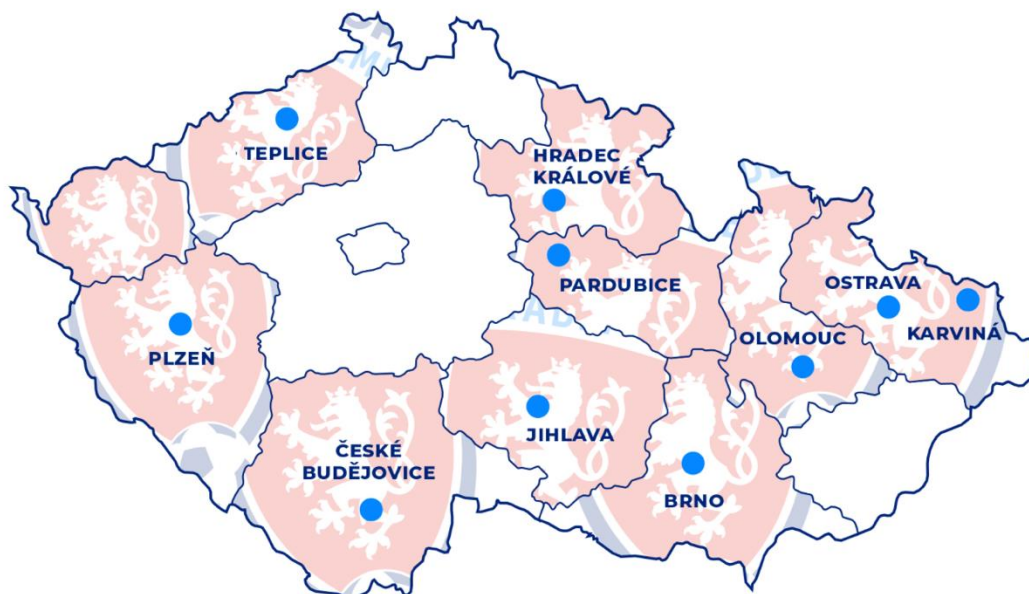 TEPLICE
HRADEC
KRÁLOVÉ
PARDUBICE
OSTRAVA
KARVINÁ
OLOMOUC
PLZEŇ
JIHLAVA
ČESKÉ
BUDĚJOVICE
BRNO